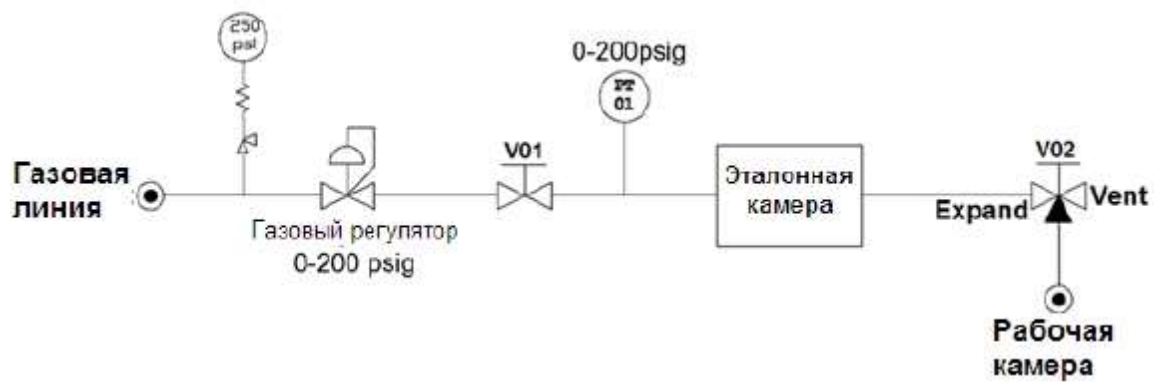 250
psi
0-200psig
PT
01
V01
V02
Газовая
линия
Эталонная
камера
Expand
Vent
Газовый регулятор
0-200 psig
Рабочая
камера